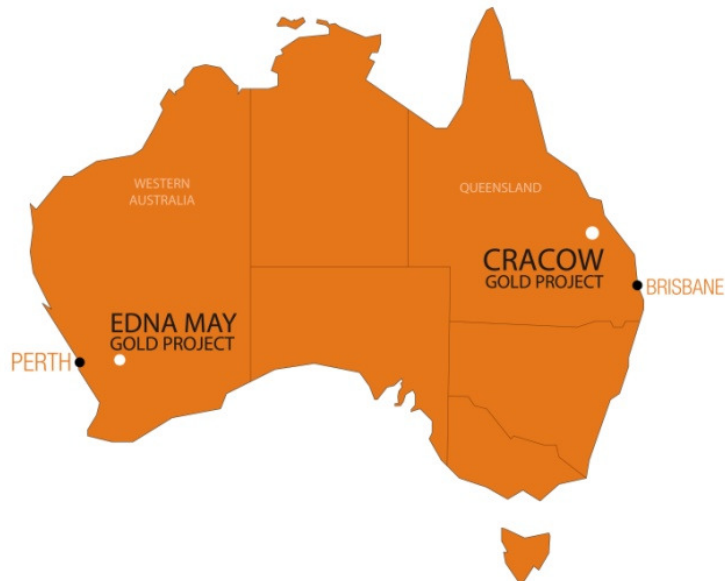 WESTERN
AUSTRALIA
QUEENSLAND
CRACOW
GOLD PROJECT
BRISBANE
EDNA MAY
GOLD PROJECT
PERTH